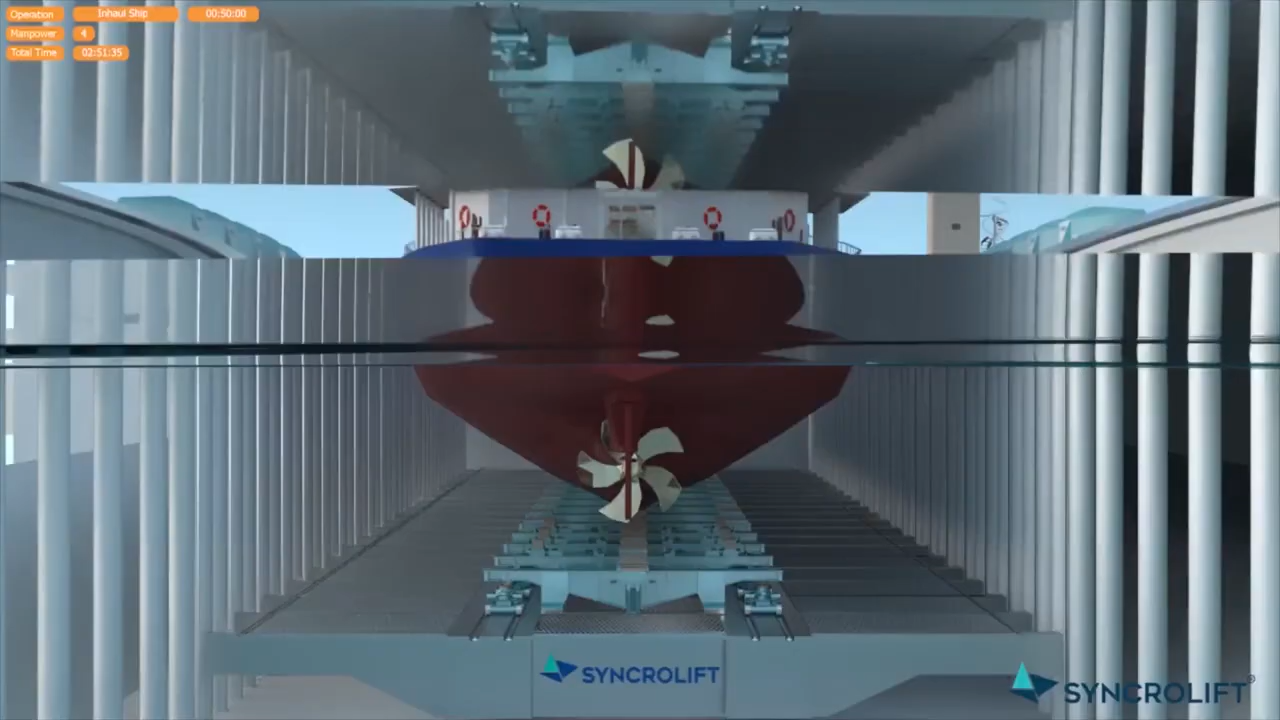 Operation Inhaul Ship 00:50:00
Manpower 4
Total Time 02:51:35
SYNCROLIFT
SYNCROLIFT®